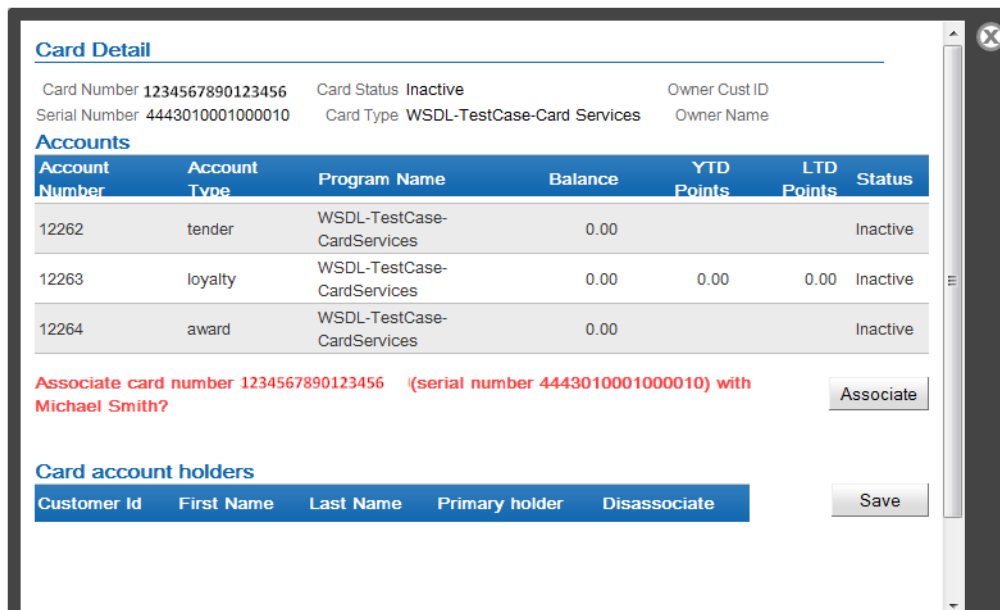 Card Detail
Card Number 1234567890123456 Card Status Inactive Owner Cust ID
Serial Number 4443010001000010 Card Type WSDL-TestCase-Card Services Owner Name
Accounts
Account Number Account Type Program Name Balance YTD Points LTD Points Status
12262 tender WSDL-TestCase-CardServices 0.00 Inactive
12263 loyalty WSDL-TestCase-CardServices 0.00 0.00 0.00 Inactive
12264 award WSDL-TestCase-CardServices 0.00 Inactive
Associate card number 1234567890123456 (serial number 4443010001000010) with
Michael Smith?
Associate
Card account holders
Customer Id First Name Last Name Primary holder Disassociate
Save